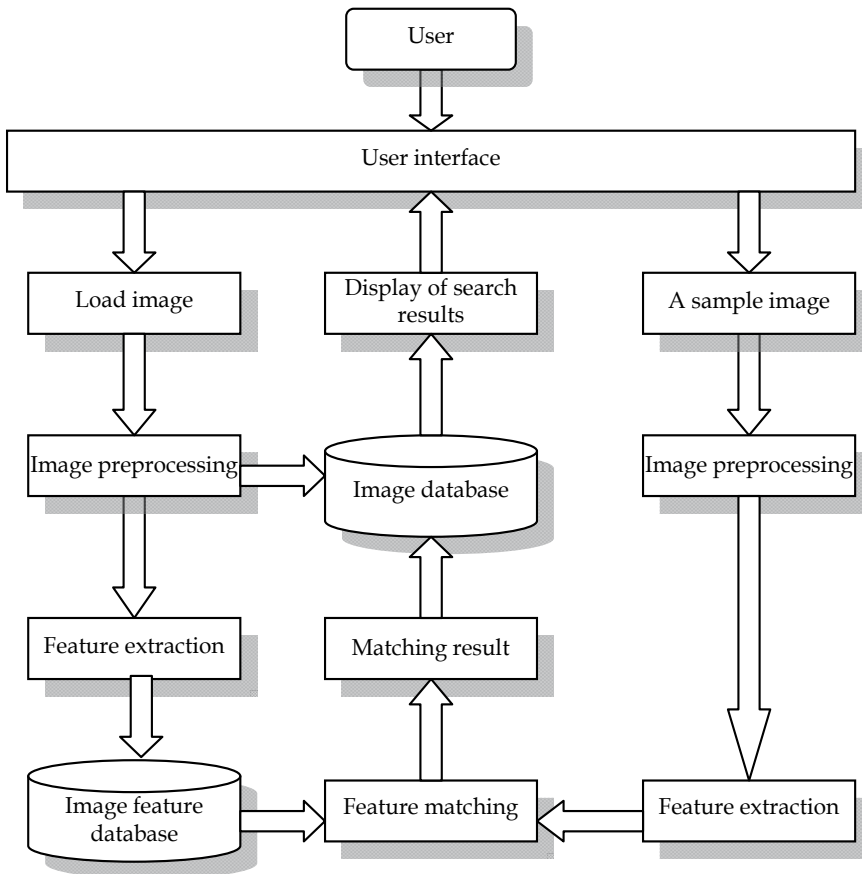 User
User interface
Load image
Display of search
results
A sample image
Image preprocessing
Image database
Image preprocessing
Feature extraction
Matching result
Image feature
database
Feature matching
Feature extraction